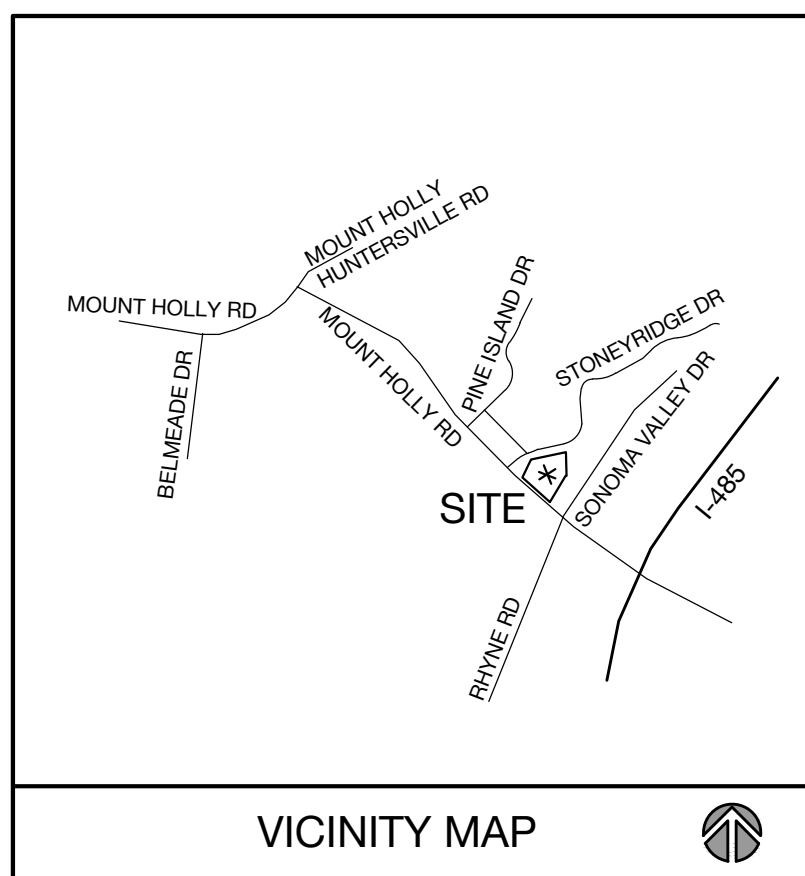 MOUNT HOLLY
HUNTERSVILLE RD
MOUNT HOLLY RD
MOUNT HOLLY RD
PINE ISLAND DR
STONEYRIDGE DR
BELMEADE DR
SONOMA VALLEY DR
I-485
SITE
RHYNE RD
VICINITY MAP